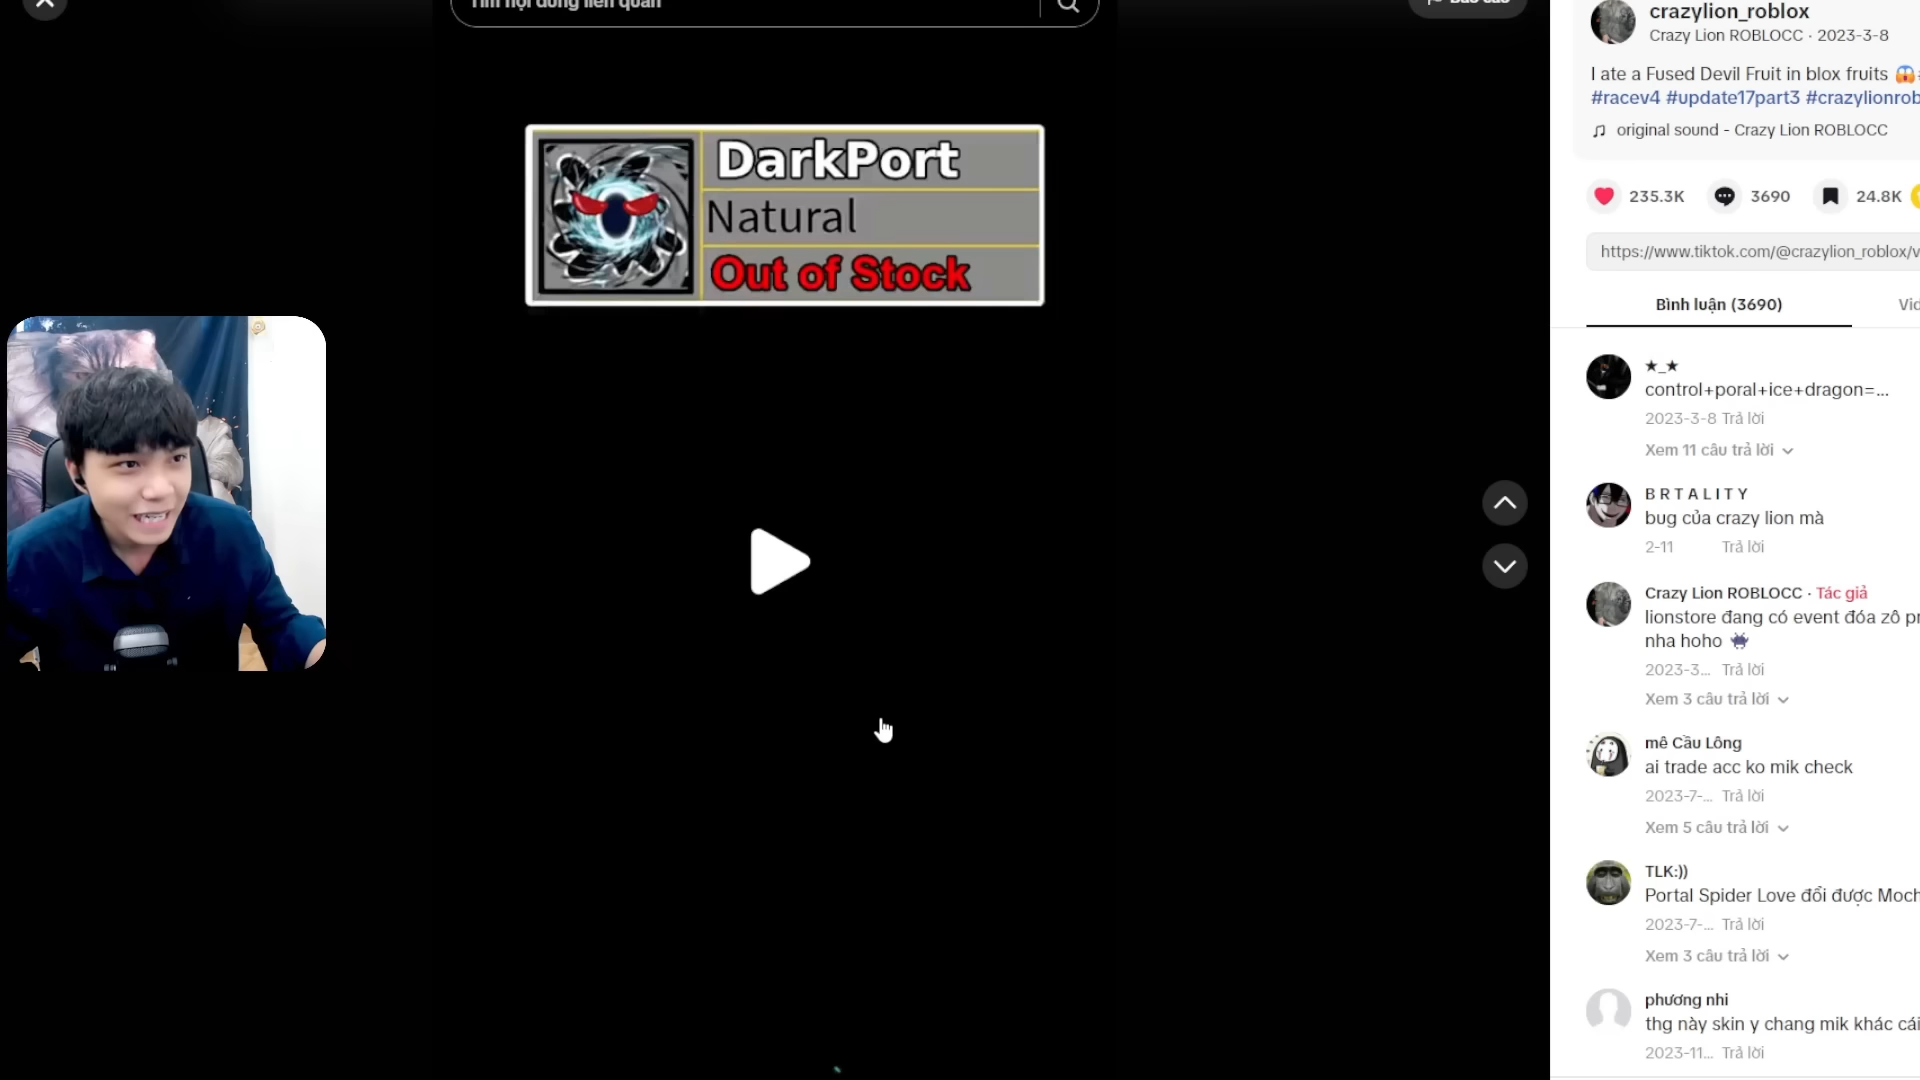 Tìm nội dung liên quan
Báo cáo
DarkPort
Natural
Out of Stock
crazylion_roblox
Crazy Lion ROBLOCC · 2023-3-8
I ate a Fused Devil Fruit in blox fruits 😱
#racev4 #update17part3 #crazylionrob
original sound - Crazy Lion ROBLOCC
235.3K
3690
24.8K
https://www.tiktok.com/@crazylion_roblox/v
Bình luận (3690)
Vid
★_★
control+poral+ice+dragon=...
2023-3-8 Trả lời
Xem 11 câu trả lời
B R T A L I T Y
bug của crazy lion mà
2-11 Trả lời
Crazy Lion ROBLOCC · Tác giả
lionstore đang có event đóa zô pr
nha hoho 👾
2023-3... Trả lời
Xem 3 câu trả lời
mê Cầu Lông
ai trade acc ko mik check
2023-7-... Trả lời
Xem 5 câu trả lời
TLK:))
Portal Spider Love đổi được Moch
2023-7-... Trả lời
Xem 3 câu trả lời
phương nhi
thg này skin y chang mik khác cái
2023-11... Trả lời